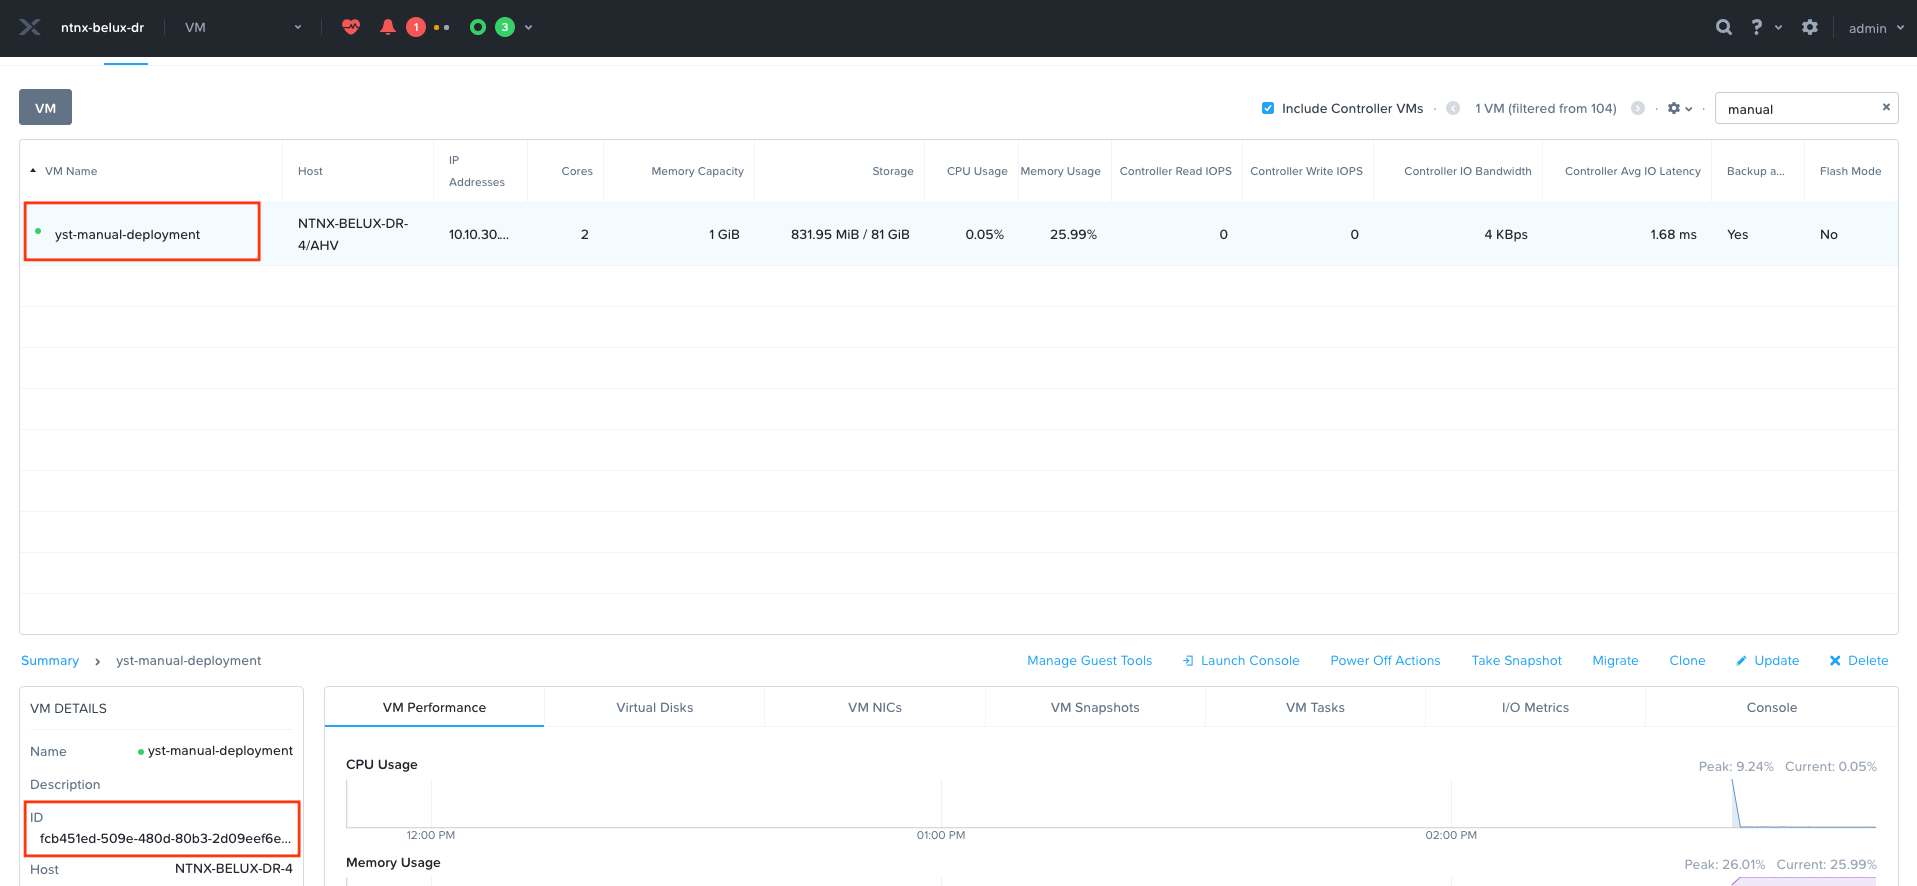 ntnx-belux-dr VM 1 3 ? admin
VM
Include Controller VMs · 1 VM (filtered from 104) · · manual ×
VM Name Host IP Addresses Cores Memory Capacity Storage CPU Usage Memory Usage Controller Read IOPS Controller Write IOPS Controller IO Bandwidth Controller Avg IO Latency Backup a... Flash Mode
yst-manual-deployment NTNX-BELUX-DR-4/AHV 10.10.30.... 2 1 GiB 831.95 MiB / 81 GiB 0.05% 25.99% 0 0 4 KBps 1.68 ms Yes No
Summary › yst-manual-deployment Manage Guest Tools Launch Console Power Off Actions Take Snapshot Migrate Clone Update Delete
VM DETAILS
Name yst-manual-deployment
Description
ID
fcb451ed-509e-480d-80b3-2d09eef6e...
Host NTNX-BELUX-DR-4
VM Performance Virtual Disks VM NICs VM Snapshots VM Tasks I/O Metrics Console
CPU Usage Peak: 9.24% Current: 0.05%
12:00 PM 01:00 PM 02:00 PM
Memory Usage Peak: 26.01% Current: 25.99%